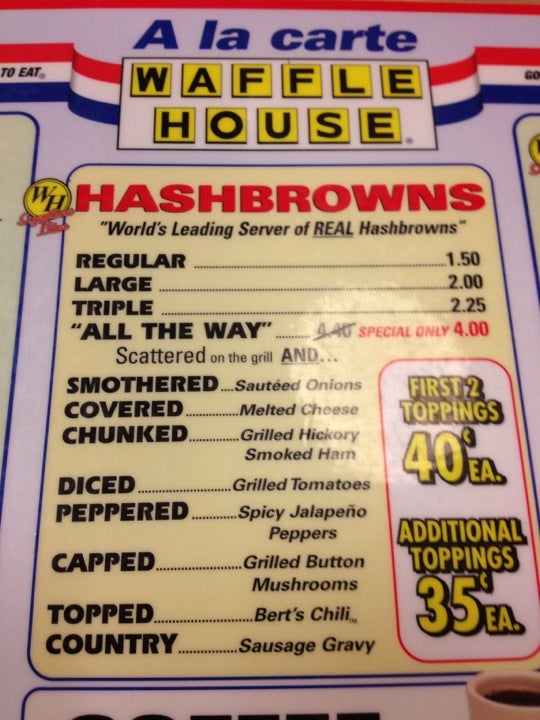 A la carte
TO EAT®
GO
WAFFLE
HOUSE®
WH
HASHBROWNS
"World's Leading Server of REAL Hashbrowns"
REGULAR ........ 1.50
LARGE ........ 2.00
TRIPLE ........ 2.25
"ALL THE WAY" ........ 4.40 SPECIAL ONLY 4.00
Scattered on the grill AND...
SMOTHERED....Sautéed Onions
COVERED........Melted Cheese
CHUNKED........Grilled Hickory
Smoked Ham
DICED........Grilled Tomatoes
PEPPERED........Spicy Jalapeño
Peppers
CAPPED........Grilled Button
Mushrooms
TOPPED........Bert's Chili™
COUNTRY........Sausage Gravy
FIRST 2
TOPPINGS
40¢ EA.
ADDITIONAL
TOPPINGS
35¢ EA.